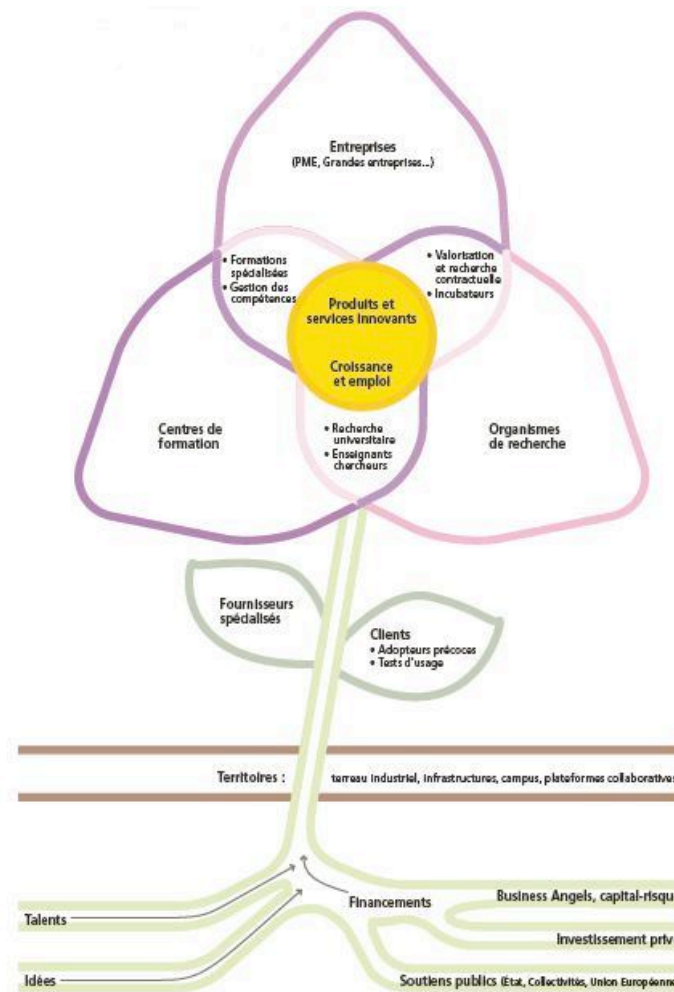 Entreprises
(PME, Grandes entreprises...)
• Formations
spécialisées
• Gestion des
compétences
• Valorisation
et recherche
contractuelle
• Incubateurs
Produits et
services innovants
Croissance
et emploi
Centres de
formation
• Recherche
universitaire
• Enseignants
chercheurs
Organismes
de recherche
Fournisseurs
spécialisés
Clients
• Adopteurs précoces
• Tests d'usage
Territoires :
terreau industriel, infrastructures, campus, plateformes collaboratives
Talents
Financements
Business Angels, capital-risqu
Investissement priv
Idées
Soutiens publics (État, Collectivités, Union Européenne